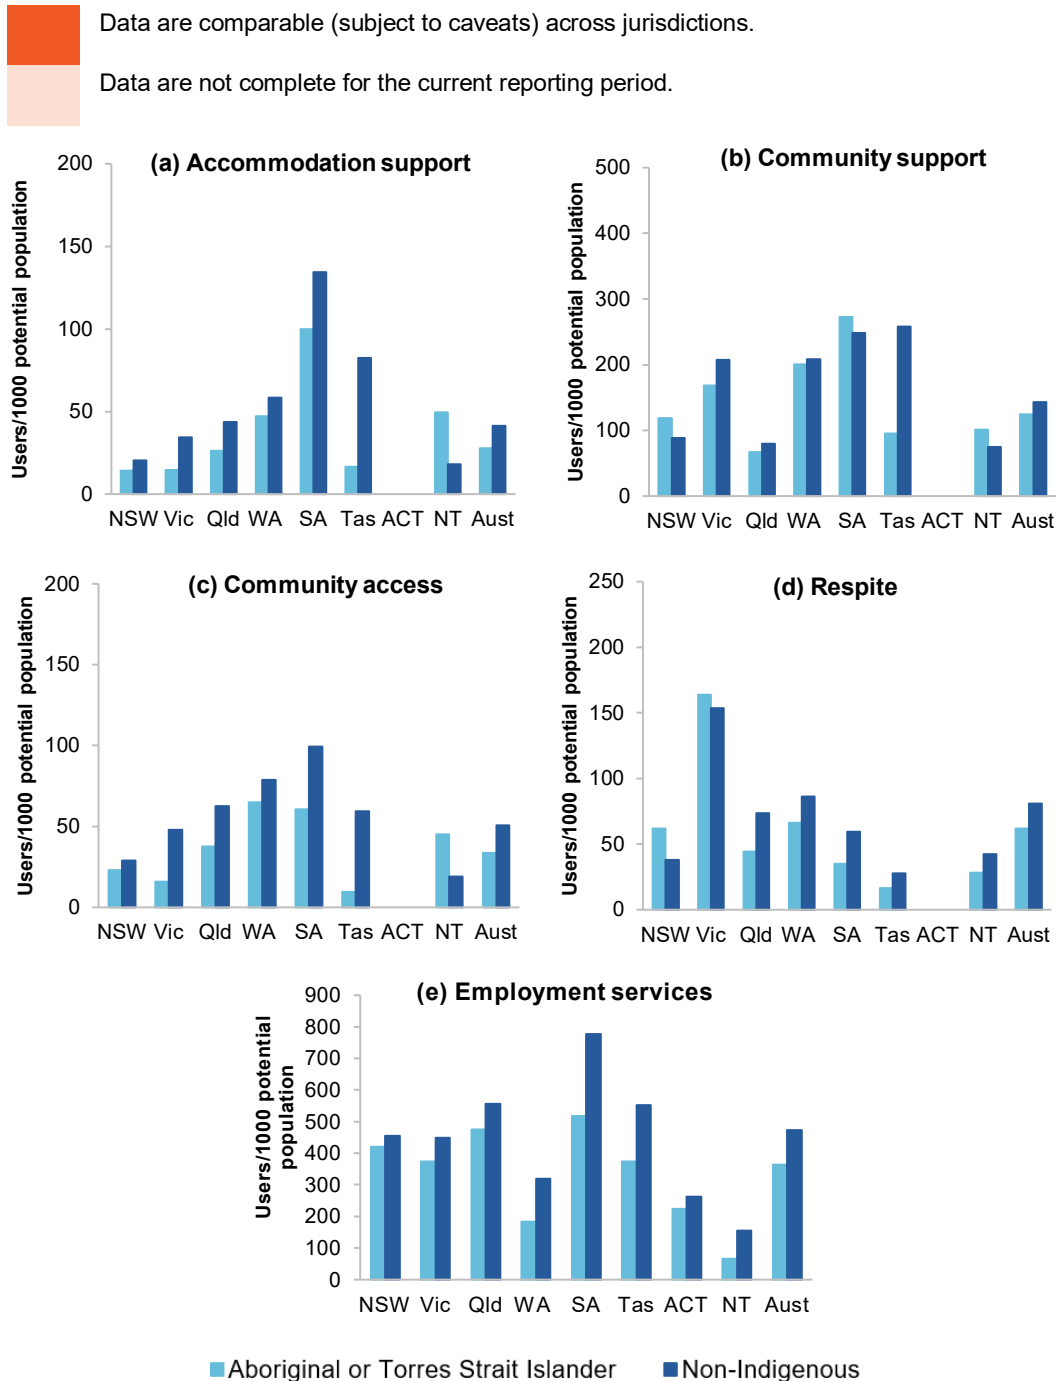 Data are comparable (subject to caveats) across jurisdictions.
Data are not complete for the current reporting period.
(a) Accommodation support
Users/1000 potential population
200
150
100
50
0
NSW Vic Qld WA SA Tas ACT NT Aust
(b) Community support
Users/1000 potential population
500
400
300
200
100
0
NSW Vic Qld WA SA Tas ACT NT Aust
(c) Community access
Users/1000 potential population
200
150
100
50
0
NSW Vic Qld WA SA Tas ACT NT Aust
(d) Respite
Users/1000 potential population
250
200
150
100
50
0
NSW Vic Qld WA SA Tas ACT NT Aust
(e) Employment services
Users/1000 potential
population
900
800
700
600
500
400
300
200
100
0
NSW Vic Qld WA SA Tas ACT NT Aust
Aboriginal or Torres Strait Islander Non-Indigenous